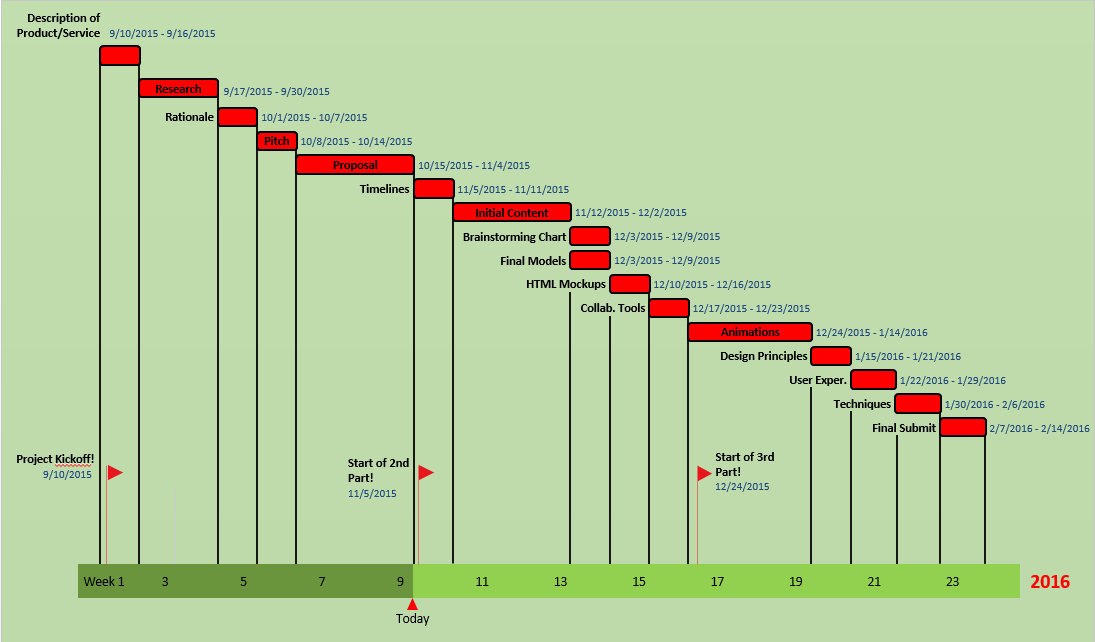 Description of
Product/Service 9/10/2015 - 9/16/2015
Research 9/17/2015 - 9/30/2015
Rationale 10/1/2015 - 10/7/2015
Pitch 10/8/2015 - 10/14/2015
Proposal 10/15/2015 - 11/4/2015
Timelines 11/5/2015 - 11/11/2015
Initial Content 11/12/2015 - 12/2/2015
Brainstorming Chart 12/3/2015 - 12/9/2015
Final Models 12/3/2015 - 12/9/2015
HTML Mockups 12/10/2015 - 12/16/2015
Collab. Tools 12/17/2015 - 12/23/2015
Animations 12/24/2015 - 1/14/2016
Design Principles 1/15/2016 - 1/21/2016
User Exper. 1/22/2016 - 1/29/2016
Techniques 1/30/2016 - 2/6/2016
Final Submit 2/7/2016 - 2/14/2016
Project Kickoff!
9/10/2015
Start of 2nd
Part!
11/5/2015
Start of 3rd
Part!
12/24/2015
Week 1 3 5 7 9 11 13 15 17 19 21 23 2016
Today